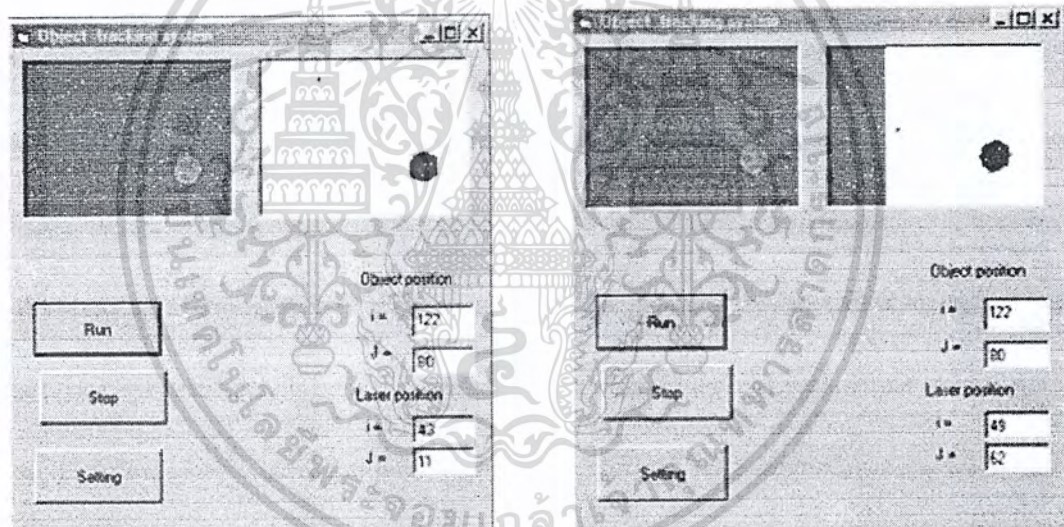 Object tracking system
Object position
i = 122
J = 80
Laser position
i = 43
J = 11
Run
Stop
Setting
Object tracking system
Object position
i = 122
J = 80
Laser position
i = 49
J = 62
Run
Stop
Setting